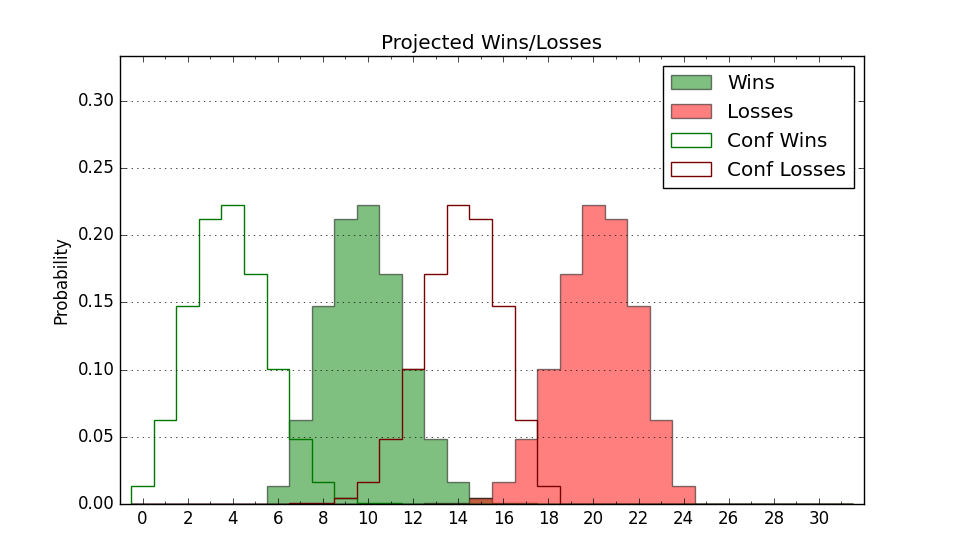 Projected Wins/Losses
Wins
Losses
Conf Wins
Conf Losses
Probability
0.30
0.25
0.20
0.15
0.10
0.05
0.00
0 2 4 6 8 10 12 14 16 18 20 22 24 26 28 30